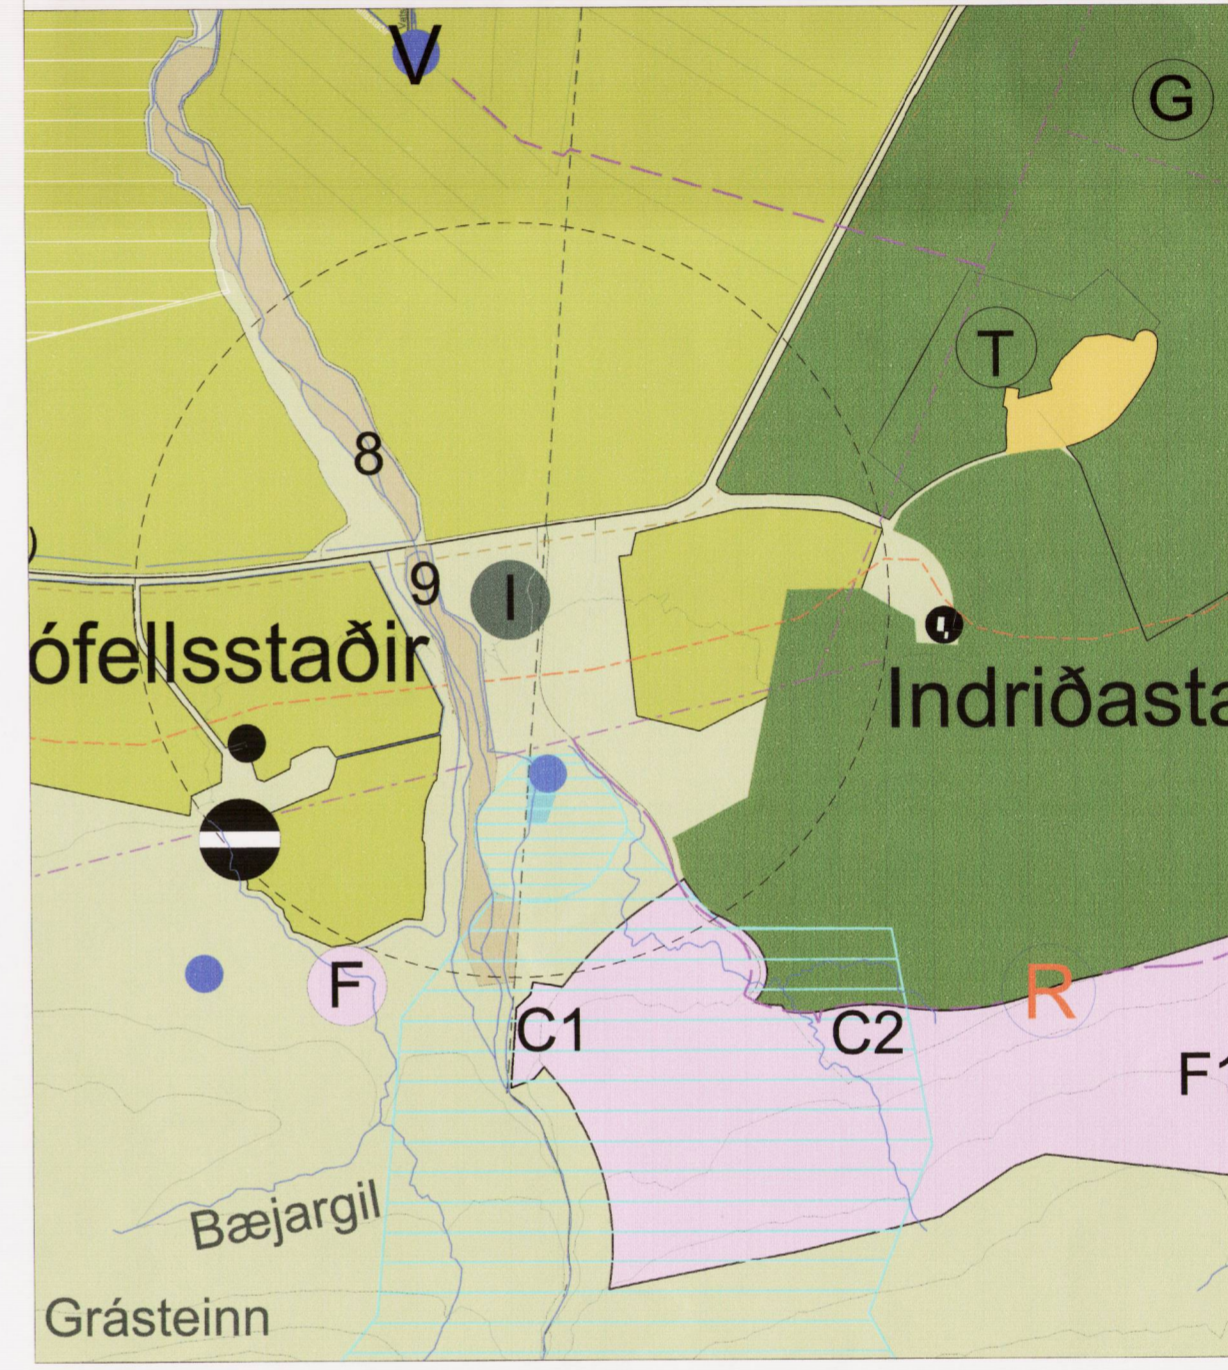 V
G
T
8
)
9
I
ófellsstaðir
Indriðasta
F
R
C1
C2
F1
Bæjargil
Grásteinn